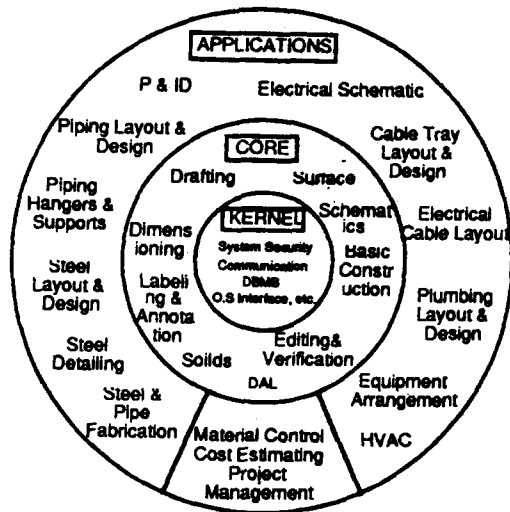 APPLICATIONS
P & ID
Electrical Schematic
Piping Layout &
Design
Cable Tray
Layout &
Design
Piping
Hangers &
Supports
Electrical
Cable Layout
Steel
Layout &
Design
Plumbing
Layout &
Design
Steel
Detailing
Equipment
Arrangement
Steel &
Pipe
Fabrication
HVAC
Material Control
Cost Estimating
Project
Management
CORE
Drafting
Surface
Dimens
ioning
Schemat
ics
Basic
Constr
uction
Labeli
ng &
Annota
tion
Soilds
Editing&
Verification
DAL
KERNEL
System Security
Communication
DBMS
O.S Interface, etc.